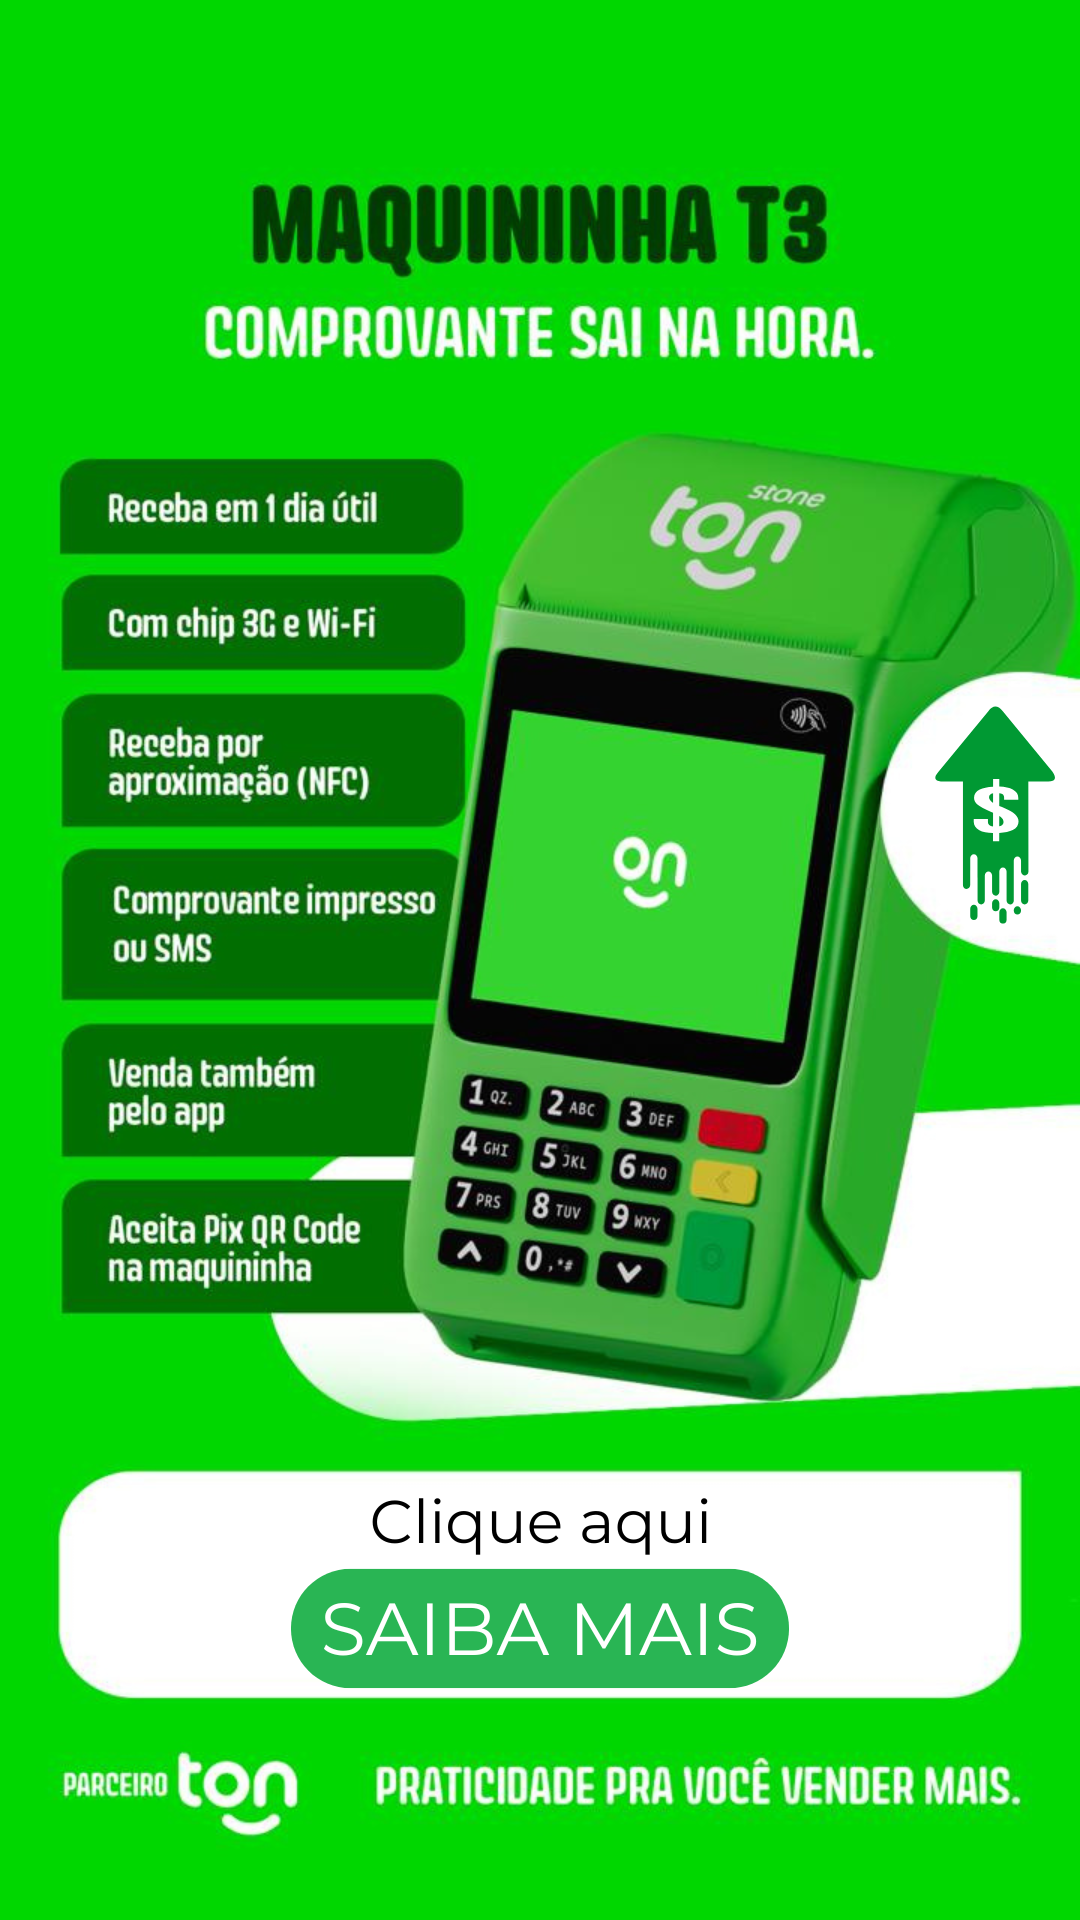 MAQUININHA T3
COMPROVANTE SAI NA HORA.
Receba em 1 dia útil
Com chip 3G e Wi-Fi
Receba por
aproximação (NFC)
Comprovante impresso
ou SMS
Venda também
pelo app
Aceita Pix QR Code
na maquininha
stone
ton
$
on
1 QZ. 2 ABC 3 DEF
4 GHI 5 JKL 6 MNO
7 PRS 8 TUV 9 WXY
0 ,*#
Clique aqui
SAIBA MAIS
PARCEIRO ton
PRATICIDADE PRA VOCÊ VENDER MAIS.